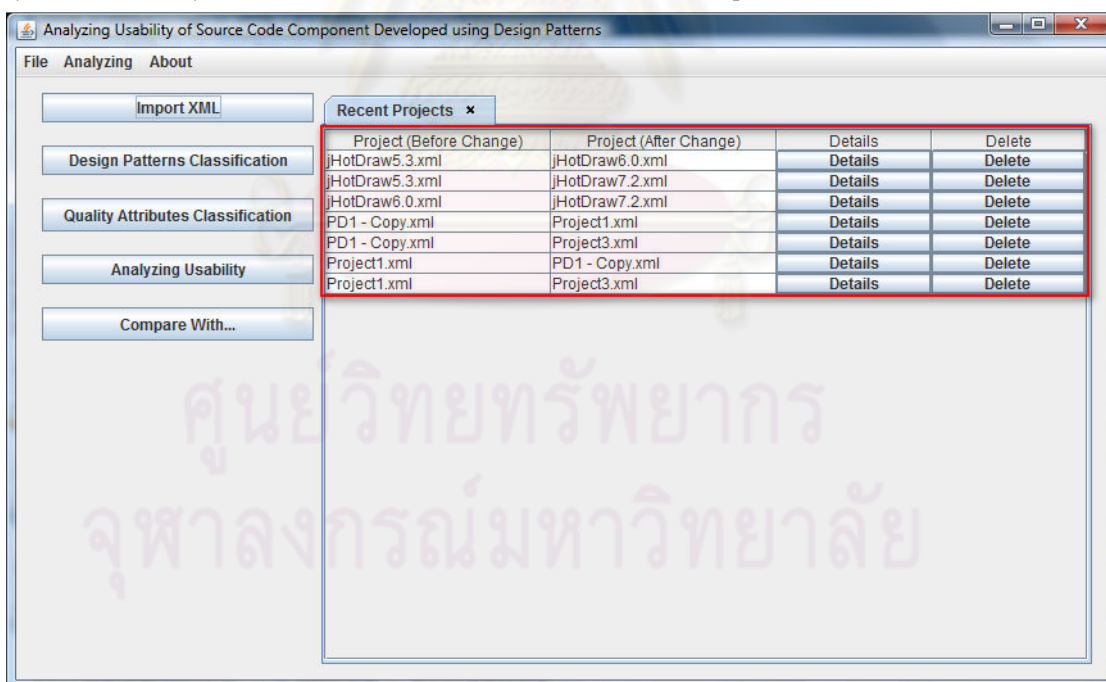 Analyzing Usability of Source Code Component Developed using Design Patterns
File Analyzing About
Import XML
Design Patterns Classification
Quality Attributes Classification
Analyzing Usability
Compare With...
Recent Projects ×
Project (Before Change) Project (After Change) Details Delete
jHotDraw5.3.xml jHotDraw6.0.xml Details Delete
jHotDraw5.3.xml jHotDraw7.2.xml Details Delete
jHotDraw6.0.xml jHotDraw7.2.xml Details Delete
PD1 - Copy.xml Project1.xml Details Delete
PD1 - Copy.xml Project3.xml Details Delete
Project1.xml PD1 - Copy.xml Details Delete
Project1.xml Project3.xml Details Delete
ศูนย์วิทยทรัพยากร
จุฬาลงกรณ์มหาวิทยาลัย